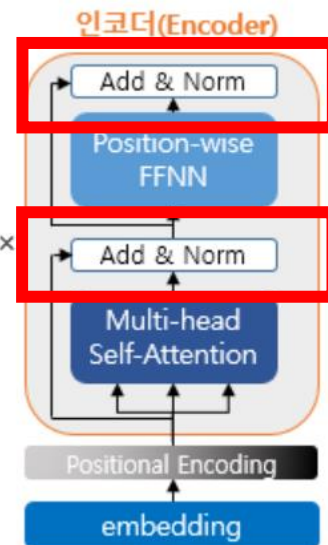 인코더(Encoder)
Add & Norm
Position-wise
FFNN
×
Add & Norm
Multi-head
Self-Attention
Positional Encoding
embedding